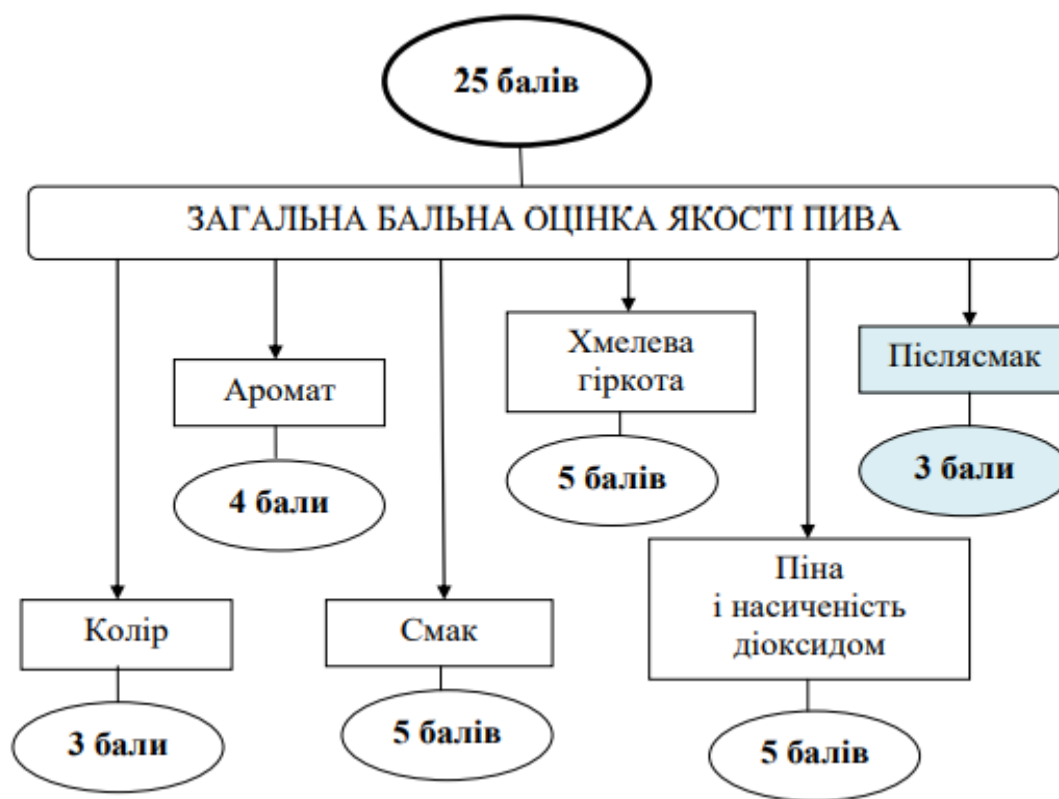 25 балів
ЗАГАЛЬНА БАЛЬНА ОЦІНКА ЯКОСТІ ПИВА
Хмелева
гіркота
Післясмак
Аромат
5 балів
3 бали
4 бали
Піна
і насиченість
діоксидом
Колір
Смак
3 бали
5 балів
5 балів